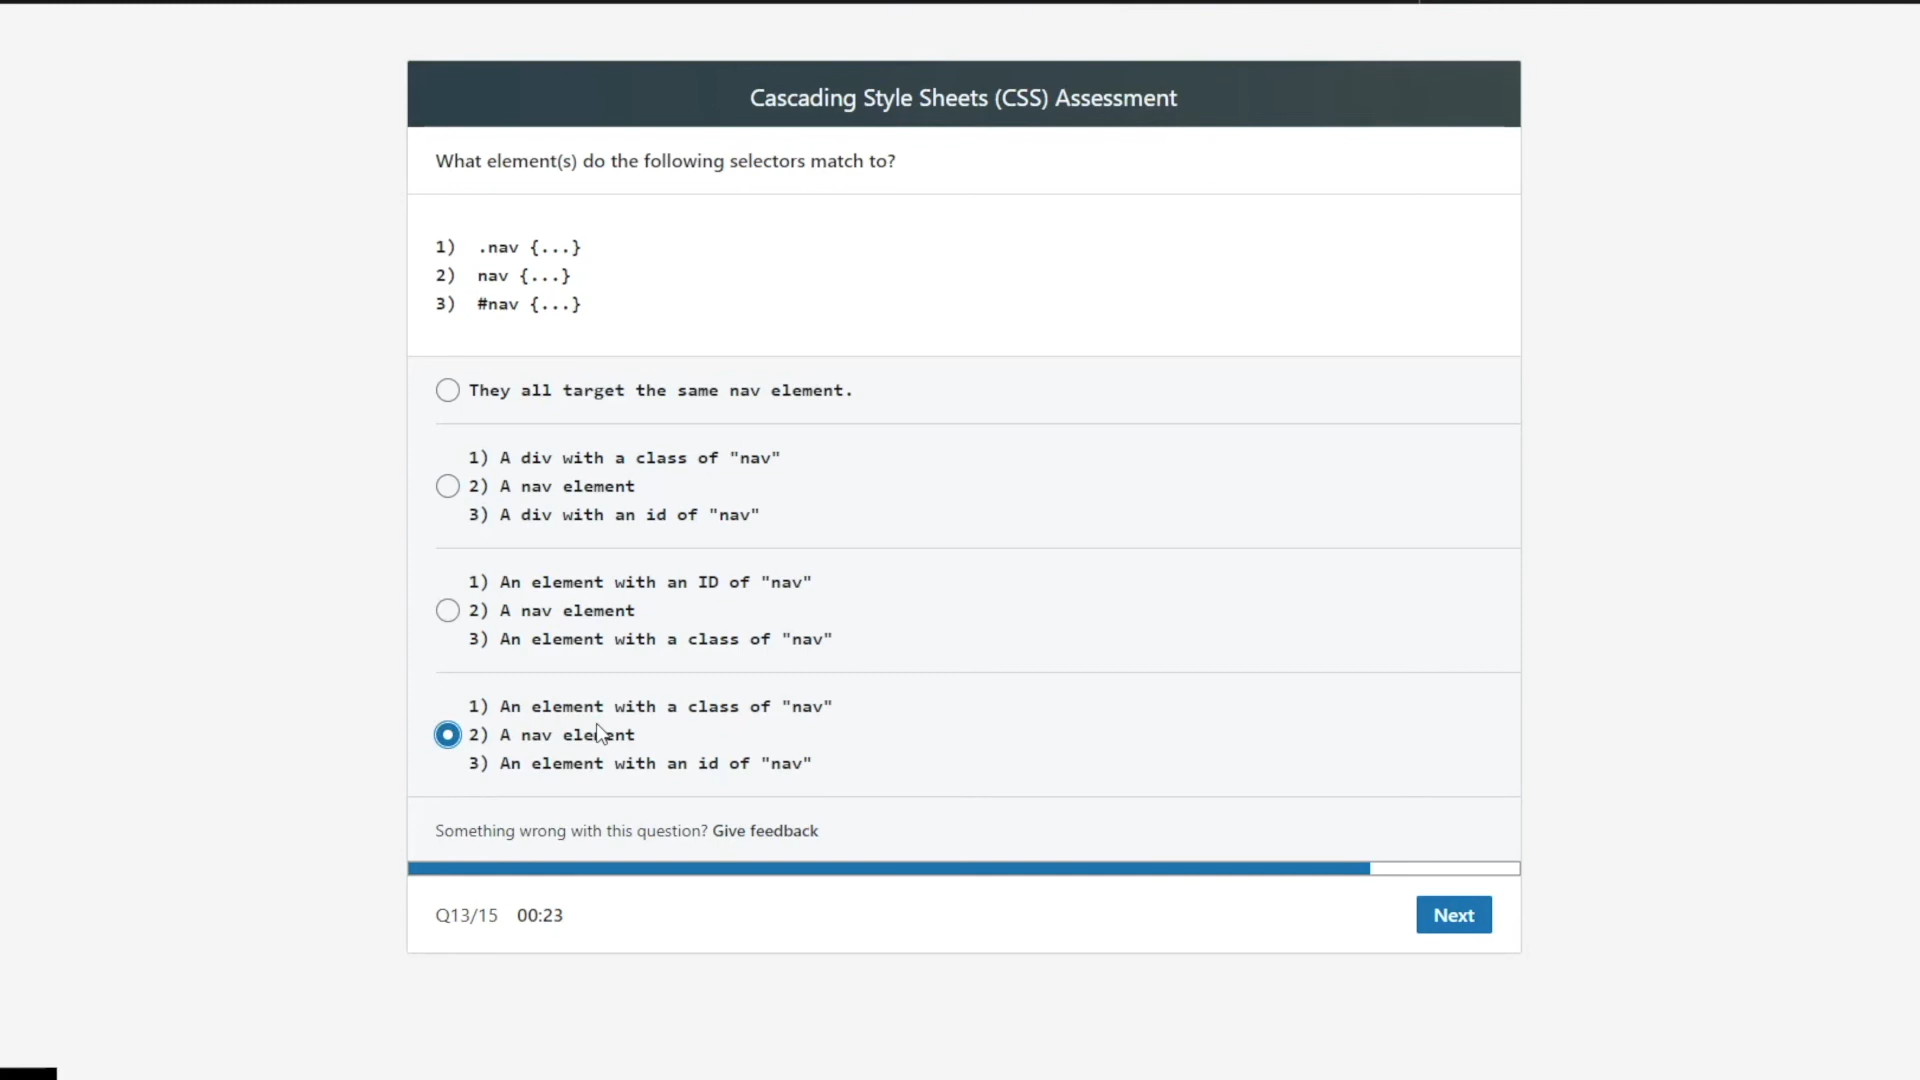 Cascading Style Sheets (CSS) Assessment
What element(s) do the following selectors match to?
1)  .nav {...}
2)  nav {...}
3)  #nav {...}
They all target the same nav element.
1) A div with a class of "nav"
2) A nav element
3) A div with an id of "nav"
1) An element with an ID of "nav"
2) A nav element
3) An element with a class of "nav"
1) An element with a class of "nav"
2) A nav element
3) An element with an id of "nav"
Something wrong with this question? Give feedback
Q13/15 00:23
Next